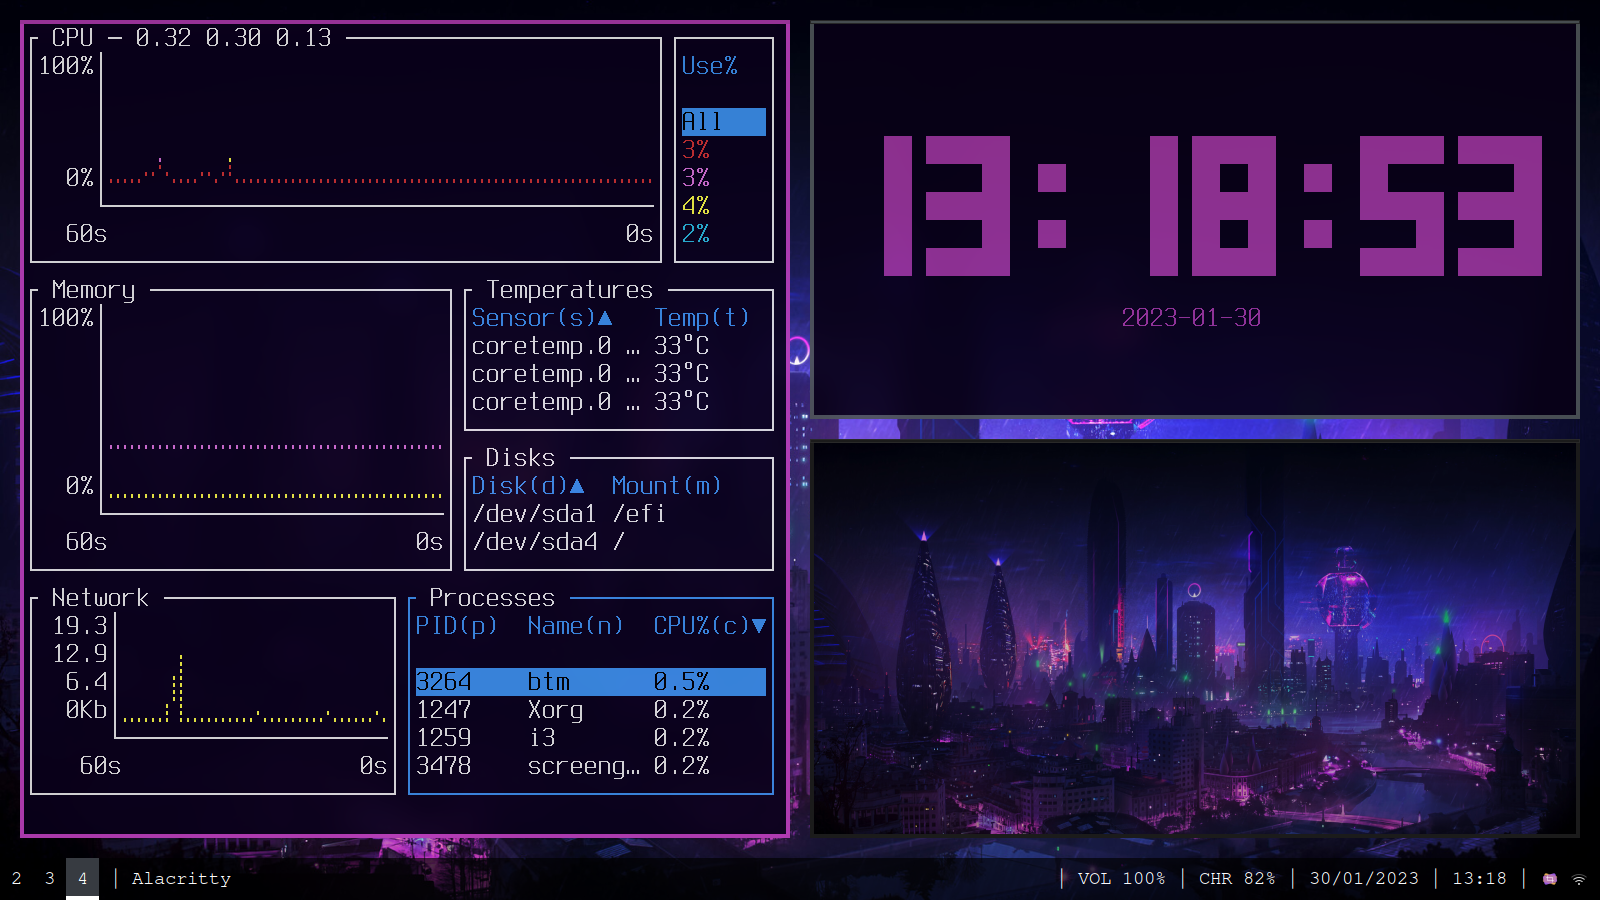 CPU — 0.32 0.30 0.13
100%
0%
60s 0s
Use%
All
3%
3%
4%
2%
Memory
100%
0%
60s 0s
Temperatures
Sensor(s)▲ Temp(t)
coretemp.0 … 33°C
coretemp.0 … 33°C
coretemp.0 … 33°C
Disks
Disk(d)▲ Mount(m)
/dev/sda1 /efi
/dev/sda4 /
Network
19.3
12.9
6.4
0Kb
60s 0s
Processes
PID(p) Name(n) CPU%(c)▼
3264 btm 0.5%
1247 Xorg 0.2%
1259 i3 0.2%
3478 screeng… 0.2%
13:18:53
2023-01-30
2 3 4 | Alacritty | VOL 100% | CHR 82% | 30/01/2023 | 13:18 |